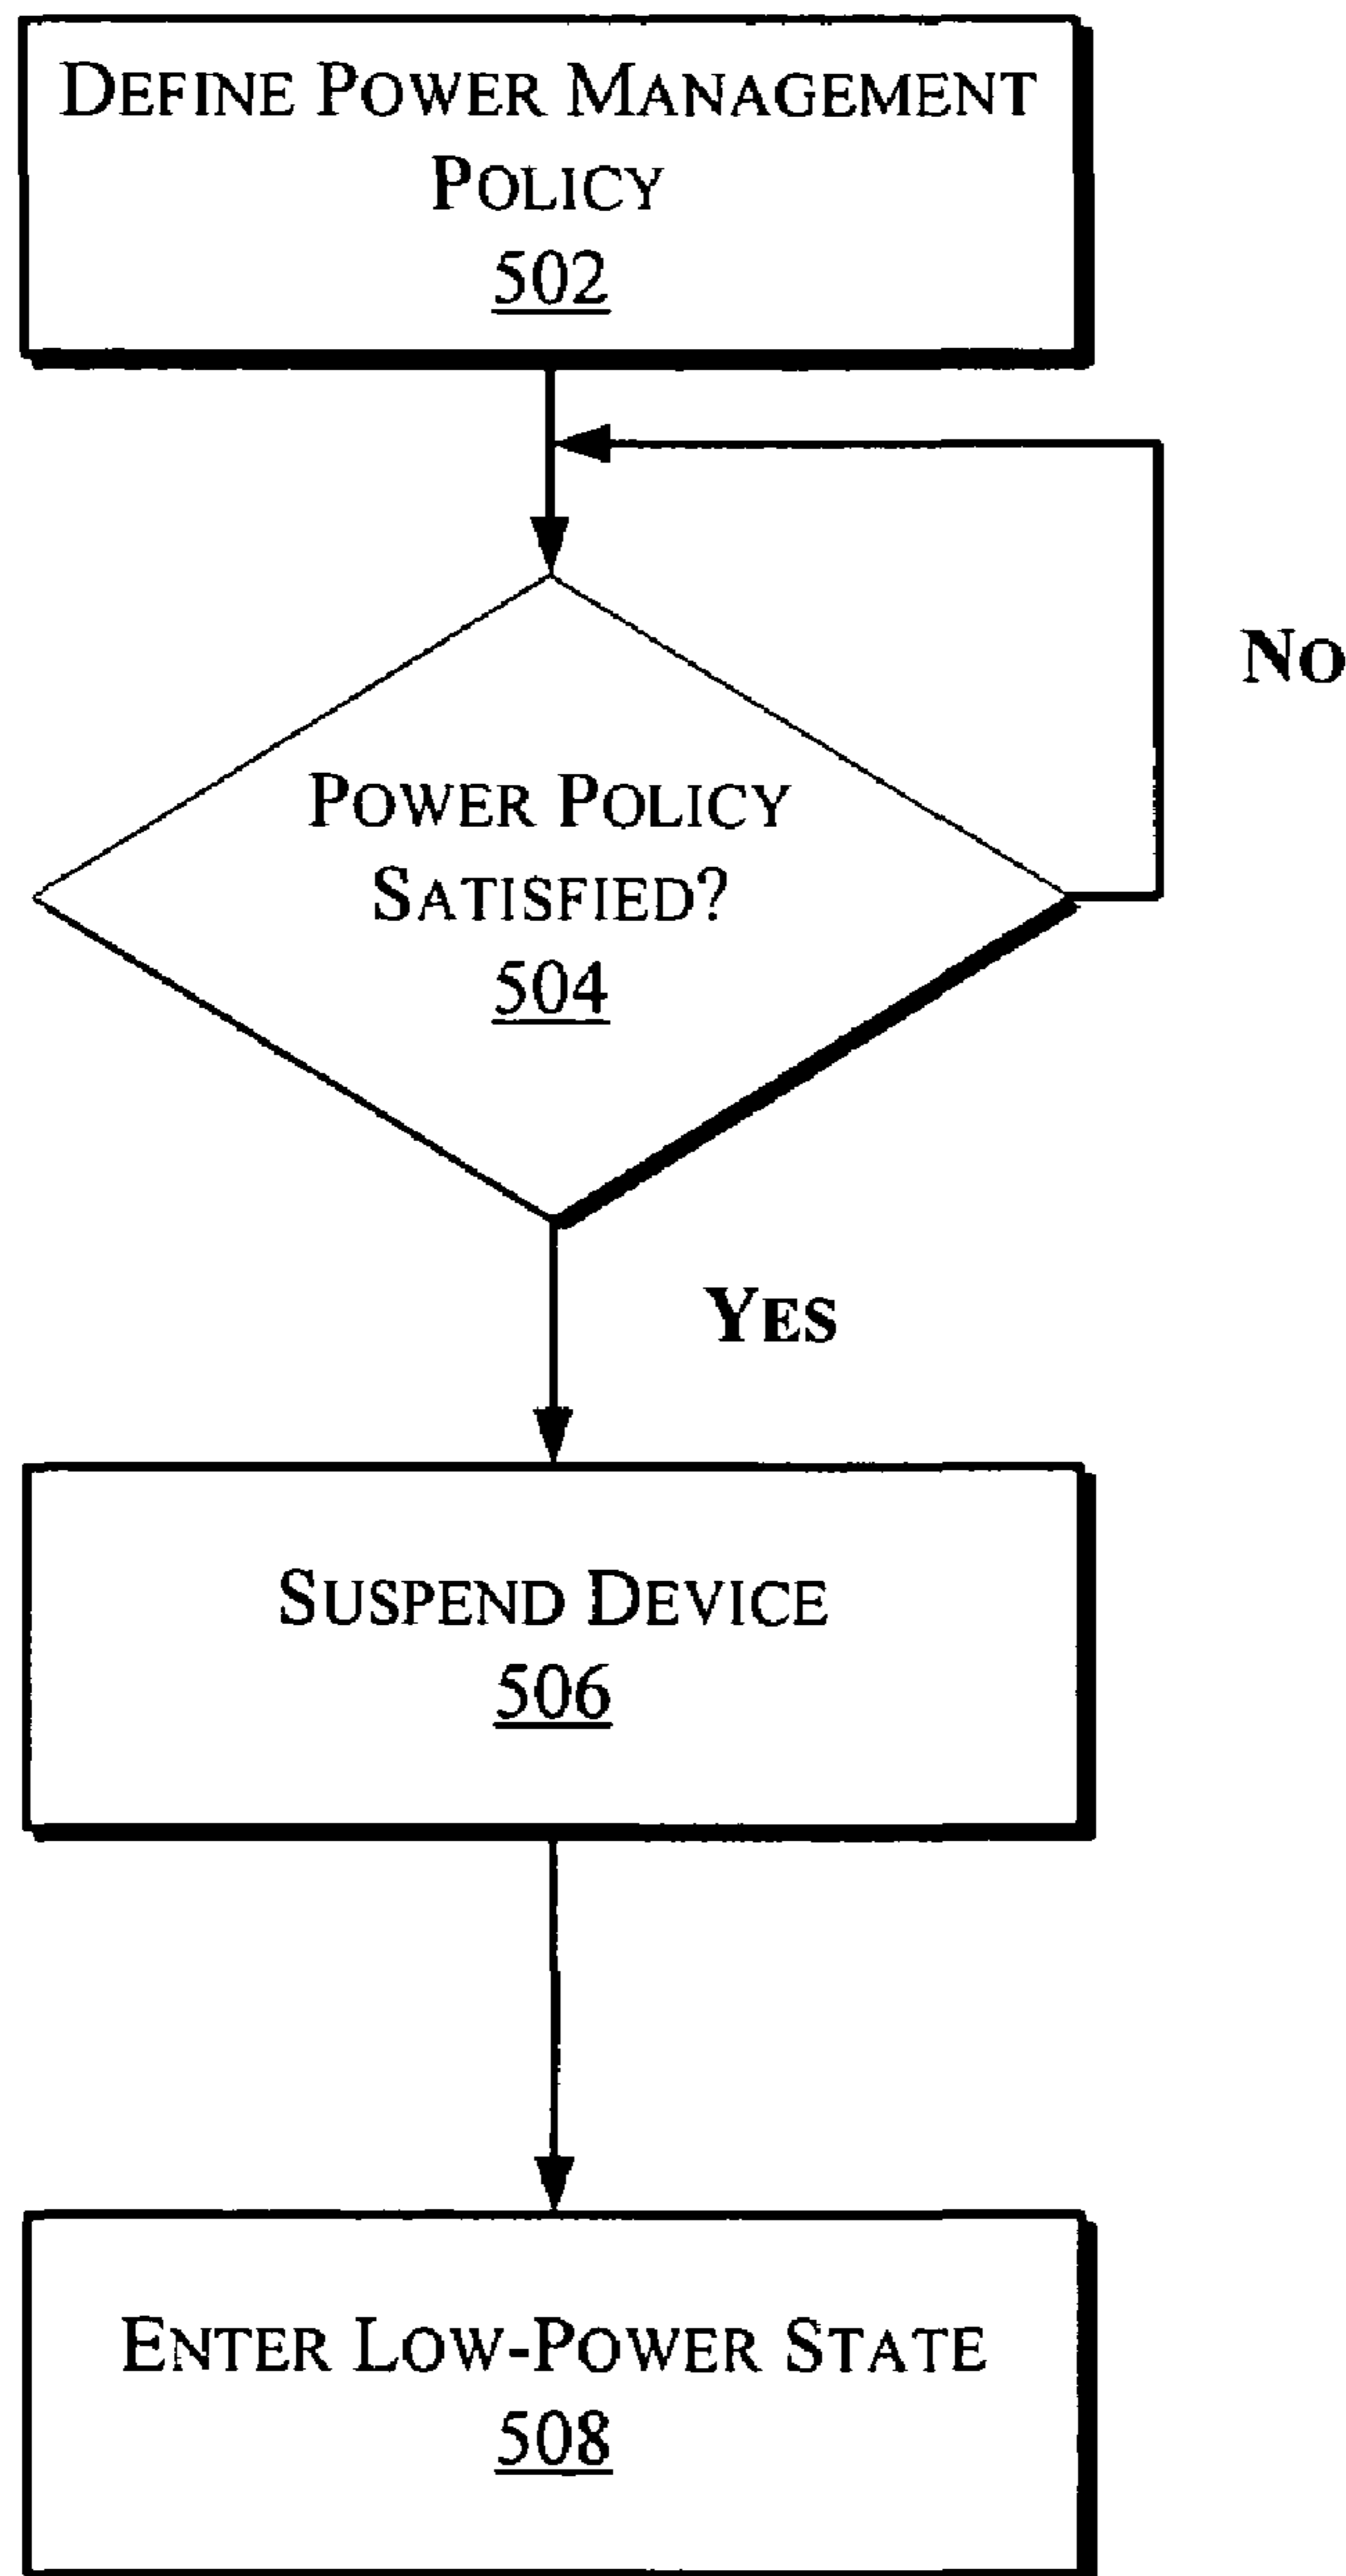 DEFINE POWER MANAGEMENT
POLICY
502
NO
POWER POLICY
SATISFIED?
504
YES
SUSPEND DEVICE
506
ENTER LOW-POWER STATE
508